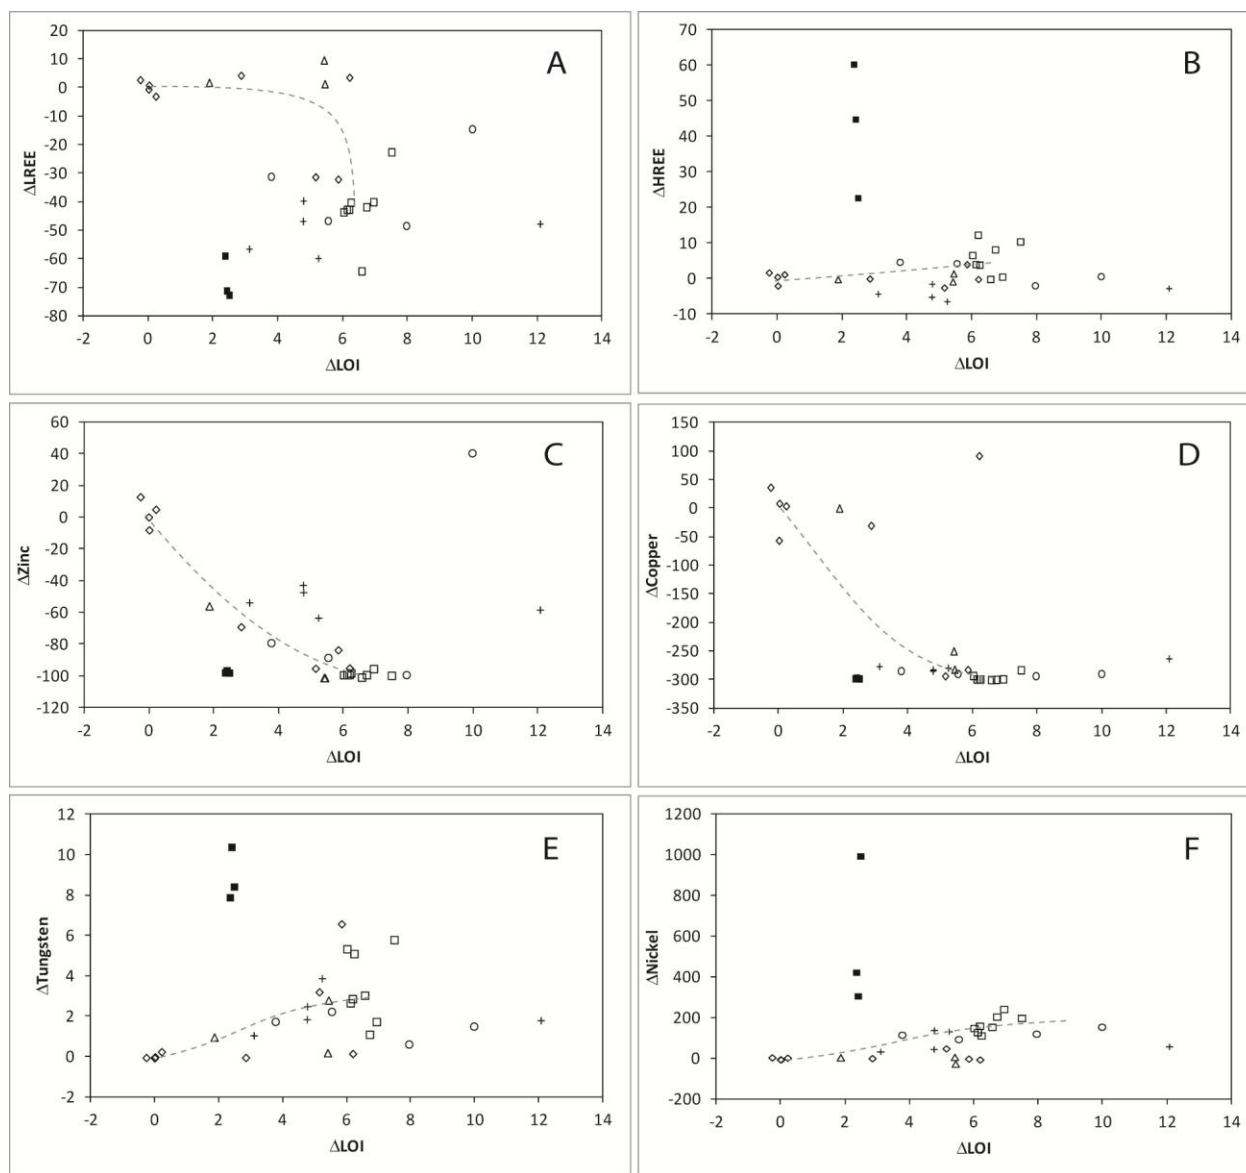 A
ΔLREE
20
10
0
-10
-20
-30
-40
-50
-60
-70
-80
-2 0 2 4 6 8 10 12 14
ΔLOI
B
ΔHREE
70
60
50
40
30
20
10
0
-10
-2 0 2 4 6 8 10 12 14
ΔLOI
C
ΔZinc
60
40
20
0
-20
-40
-60
-80
-100
-120
-2 0 2 4 6 8 10 12 14
ΔLOI
D
ΔCopper
150
100
50
0
-50
-100
-150
-200
-250
-300
-350
-2 0 2 4 6 8 10 12 14
ΔLOI
E
ΔTungsten
12
10
8
6
4
2
0
-2
-2 0 2 4 6 8 10 12 14
ΔLOI
F
ΔNickel
1200
1000
800
600
400
200
0
-200
-2 0 2 4 6 8 10 12 14
ΔLOI